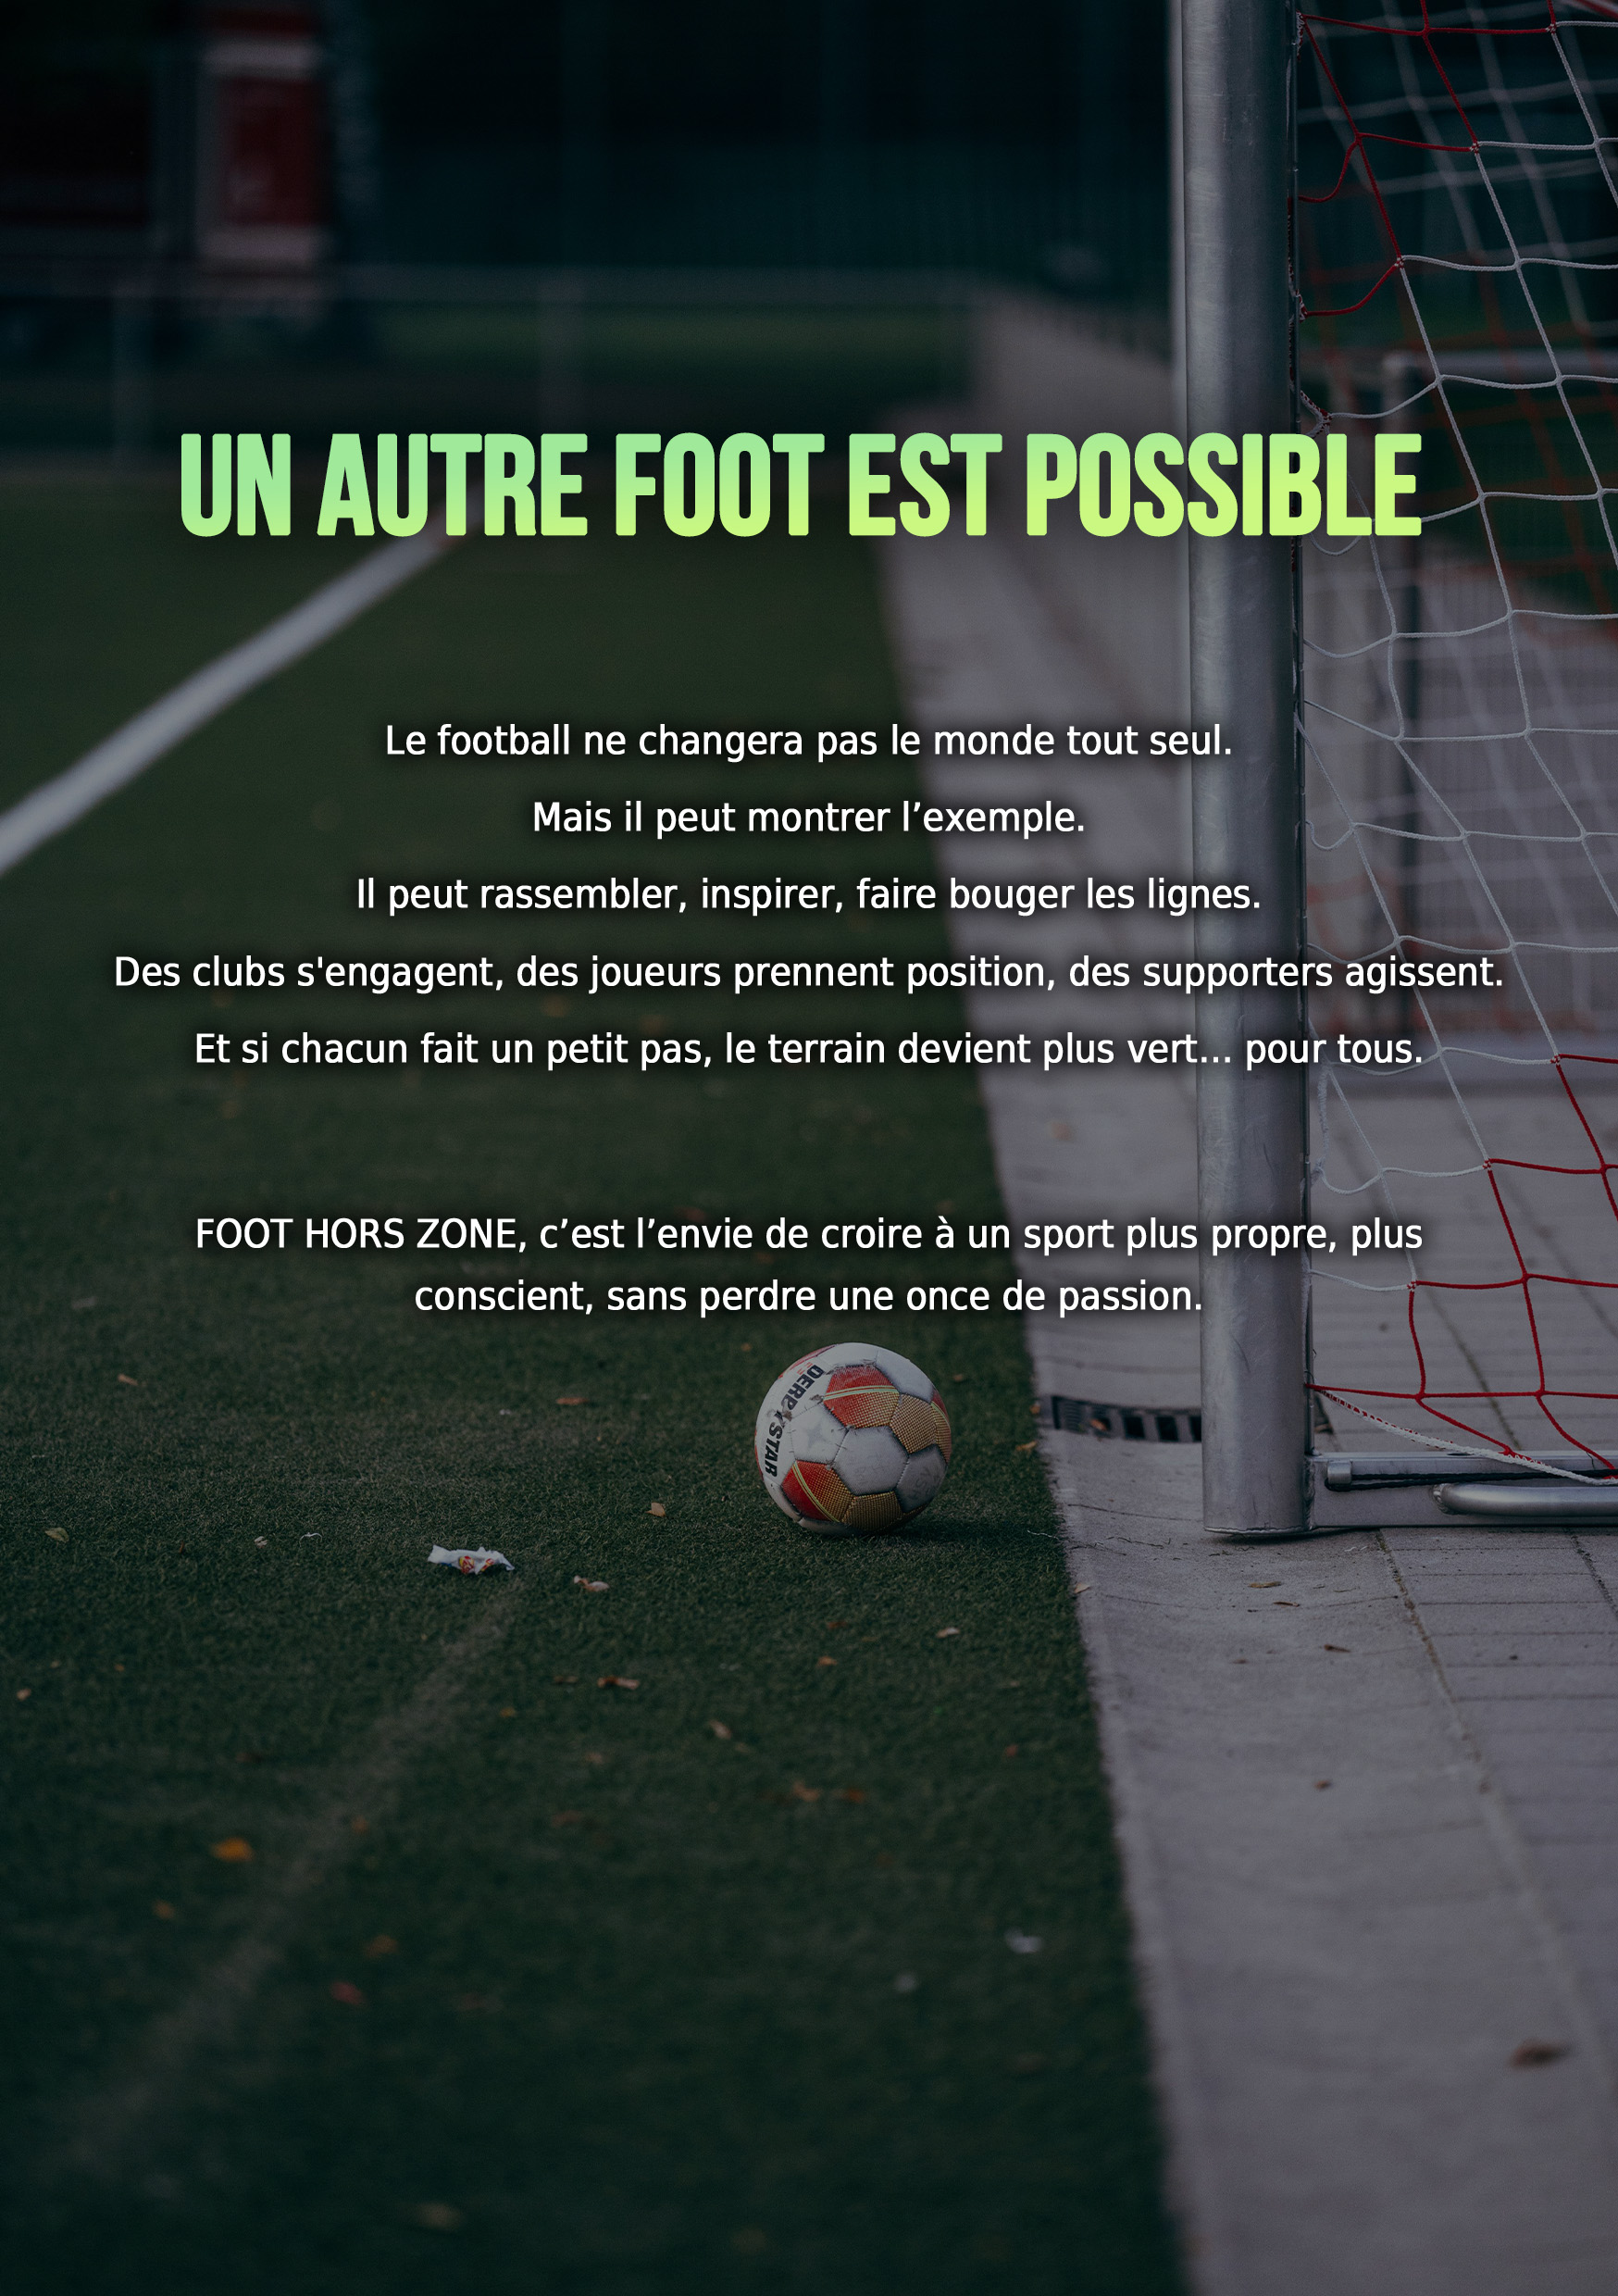 UN AUTRE FOOT EST POSSIBLE
Le football ne changera pas le monde tout seul.
Mais il peut montrer l’exemple.
Il peut rassembler, inspirer, faire bouger les lignes.
Des clubs s'engagent, des joueurs prennent position, des supporters agissent.
Et si chacun fait un petit pas, le terrain devient plus vert… pour tous.
FOOT HORS ZONE, c’est l’envie de croire à un sport plus propre, plus
conscient, sans perdre une once de passion.
DERBYSTAR